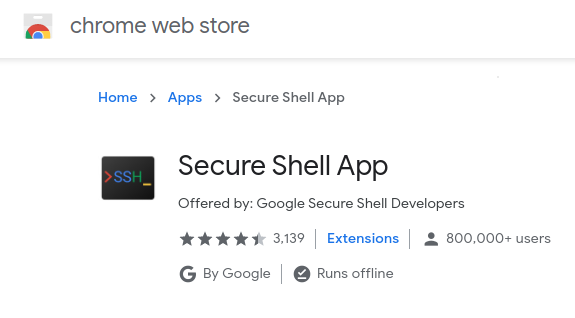 chrome web store
Home > Apps > Secure Shell App
>SSH_
Secure Shell App
Offered by: Google Secure Shell Developers
3,139 | Extensions | 800,000+ users
G By Google | Runs offline